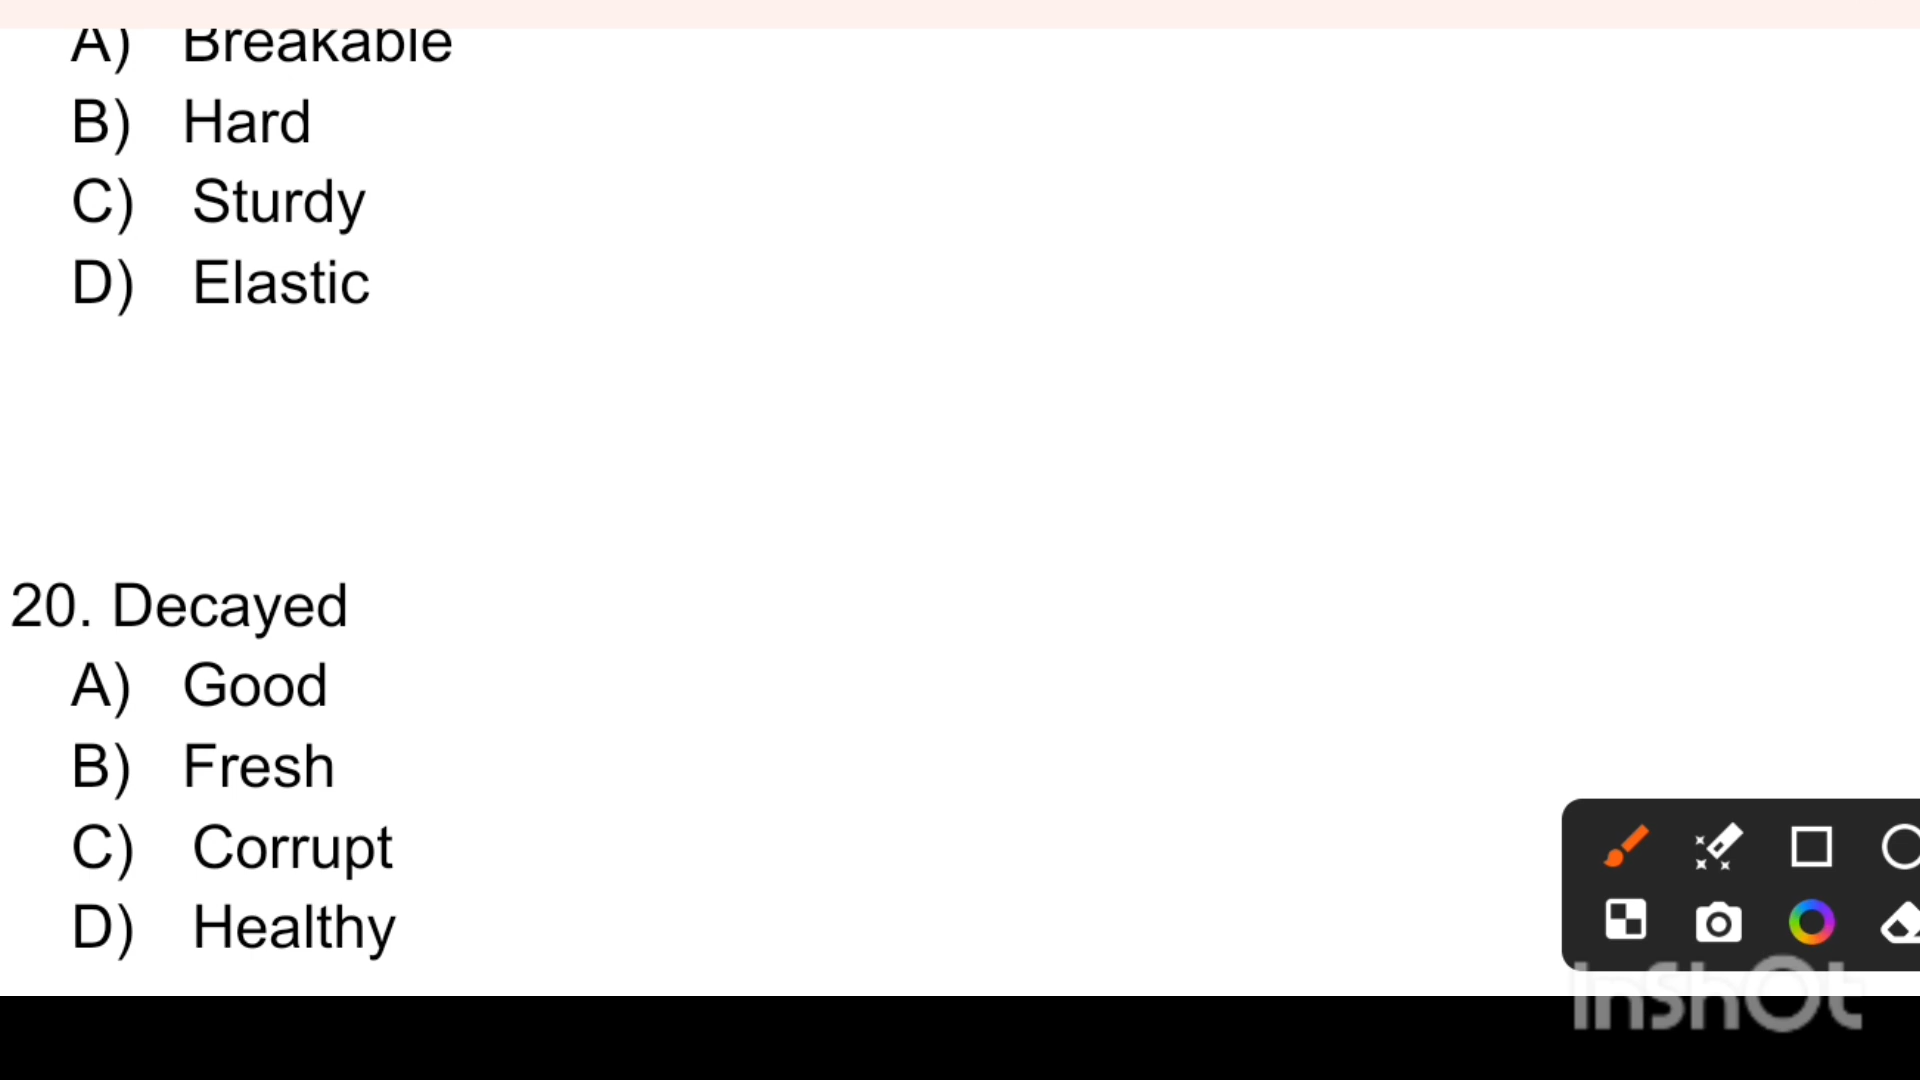 A) Breakable
B) Hard
C) Sturdy
D) Elastic
20. Decayed
A) Good
B) Fresh
C) Corrupt
D) Healthy
InShOt